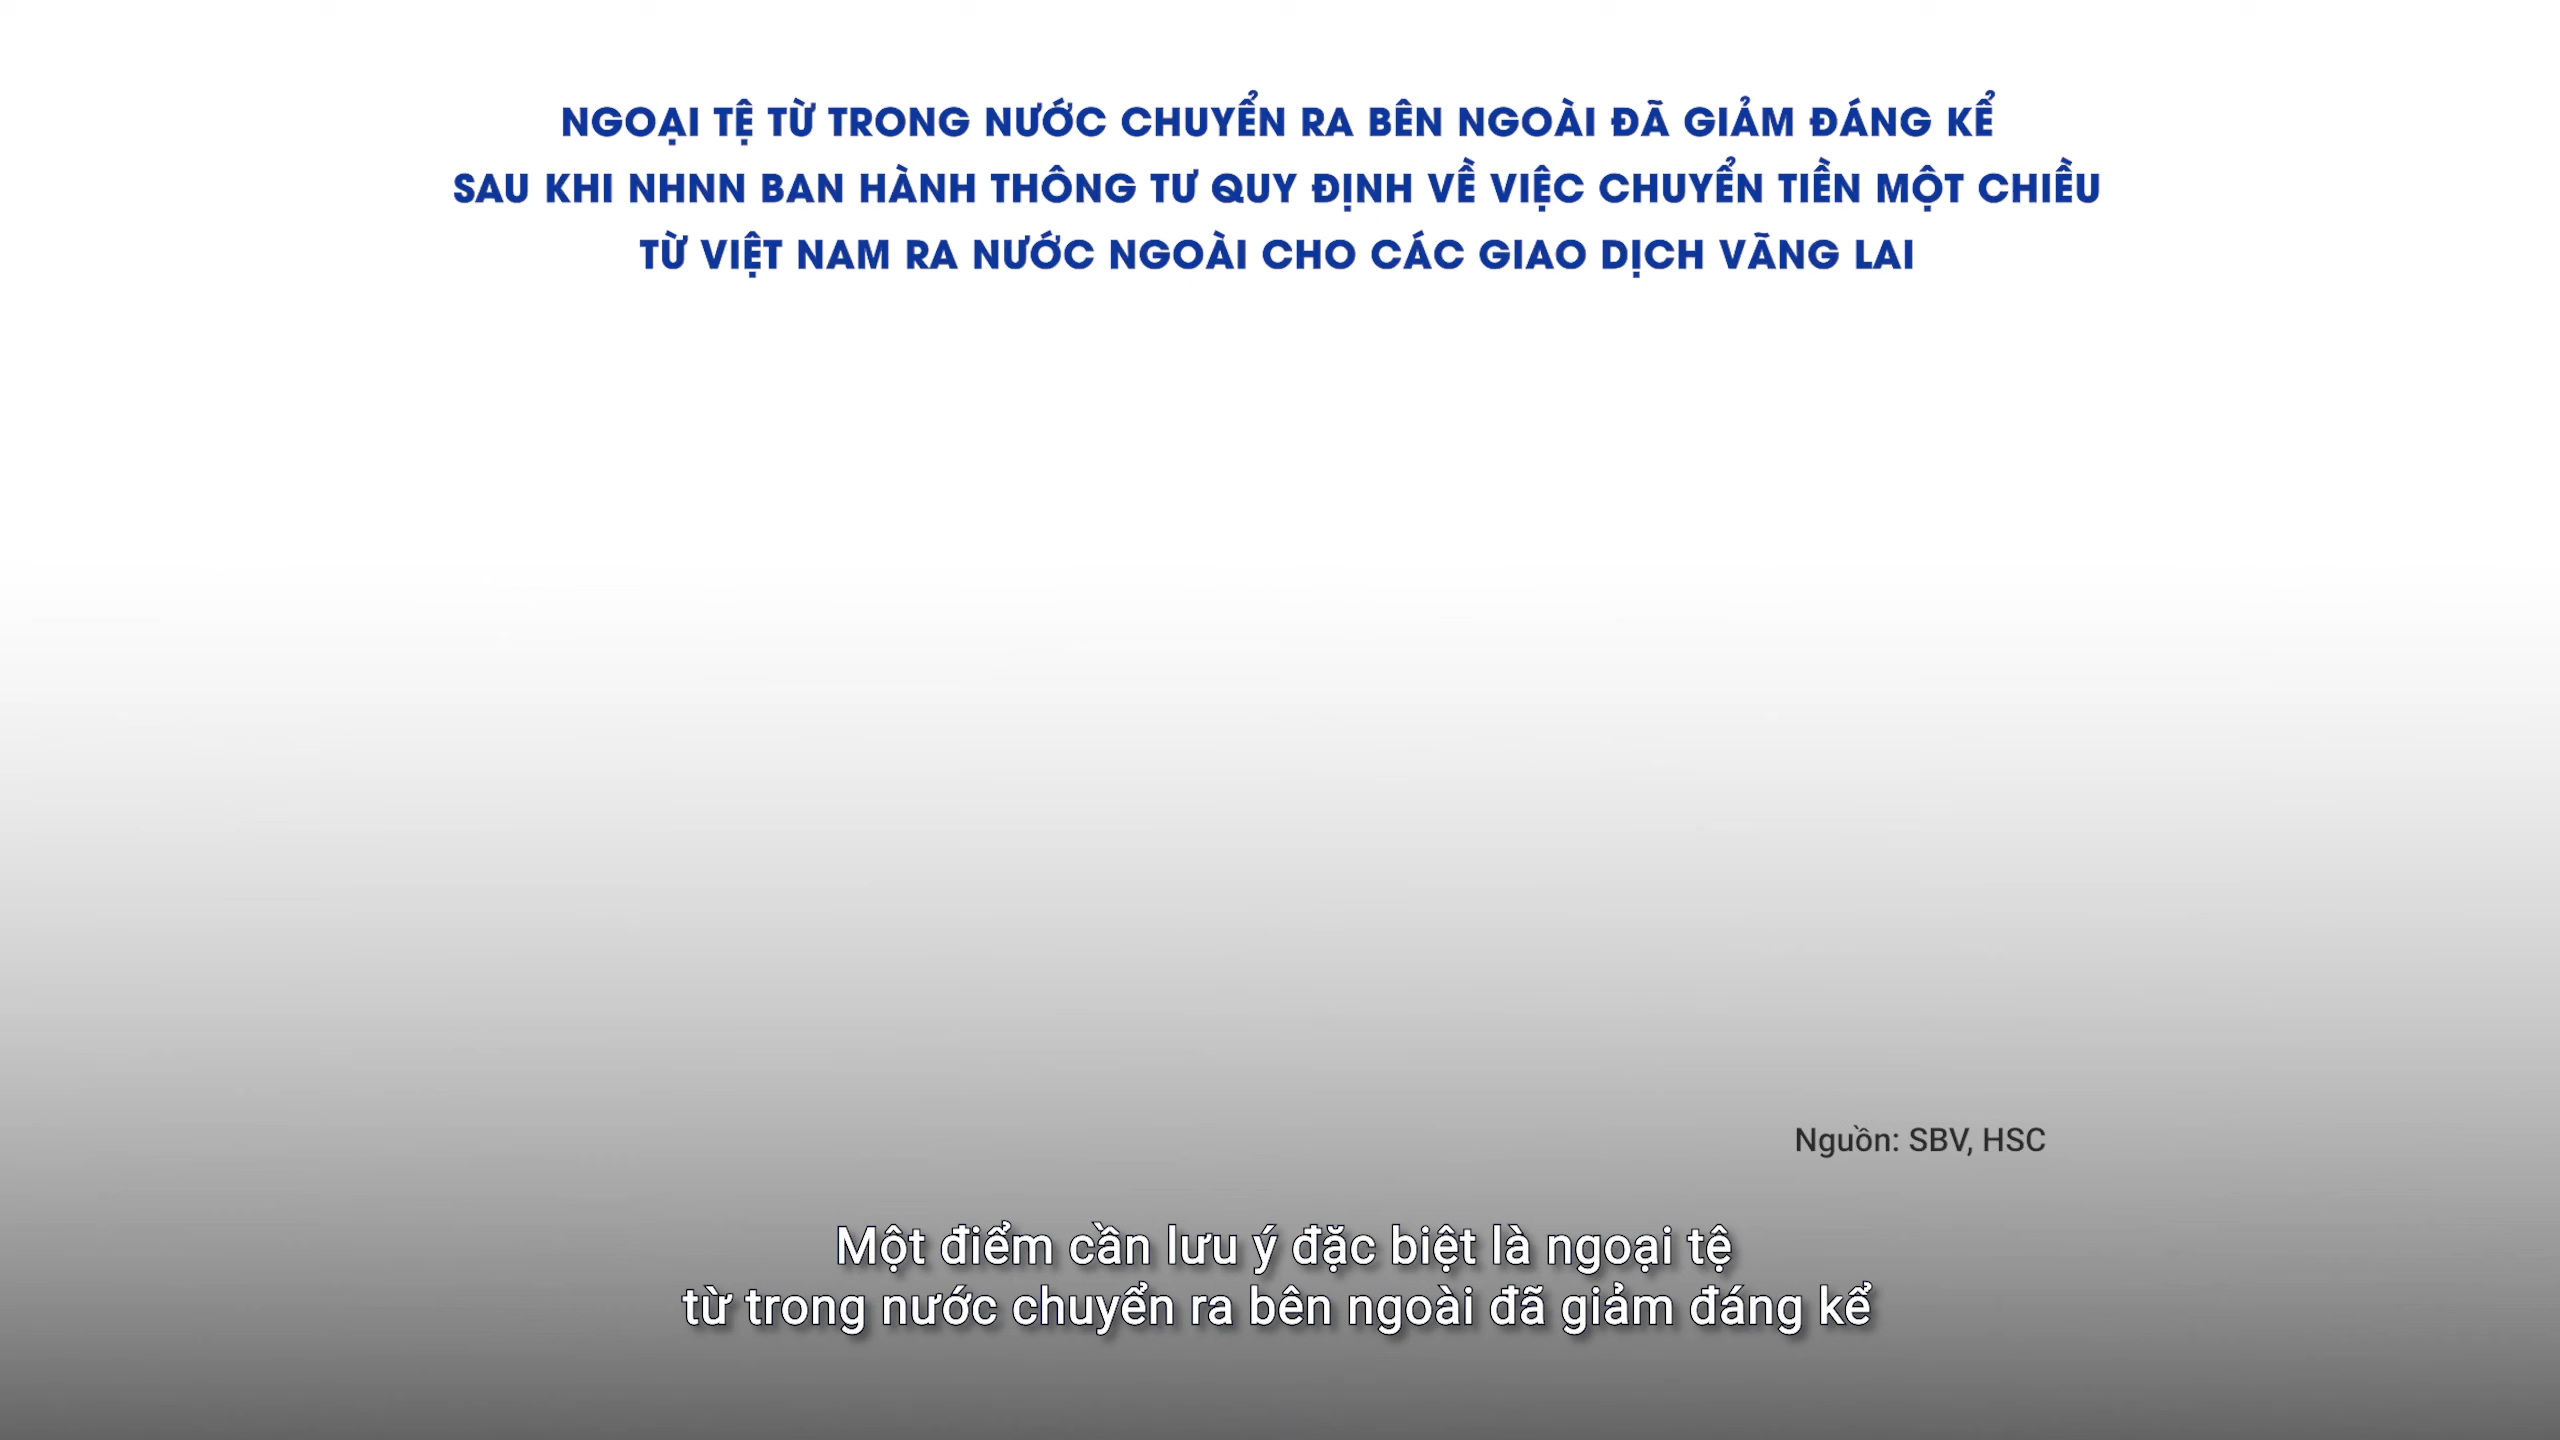 NGOẠI TỆ TỪ TRONG NƯỚC CHUYỂN RA BÊN NGOÀI ĐÃ GIẢM ĐÁNG KỂ
SAU KHI NHNN BAN HÀNH THÔNG TƯ QUY ĐỊNH VỀ VIỆC CHUYỂN TIỀN MỘT CHIỀU
TỪ VIỆT NAM RA NƯỚC NGOÀI CHO CÁC GIAO DỊCH VÃNG LAI
Nguồn: SBV, HSC
Một điểm cần lưu ý đặc biệt là ngoại tệ
từ trong nước chuyển ra bên ngoài đã giảm đáng kể